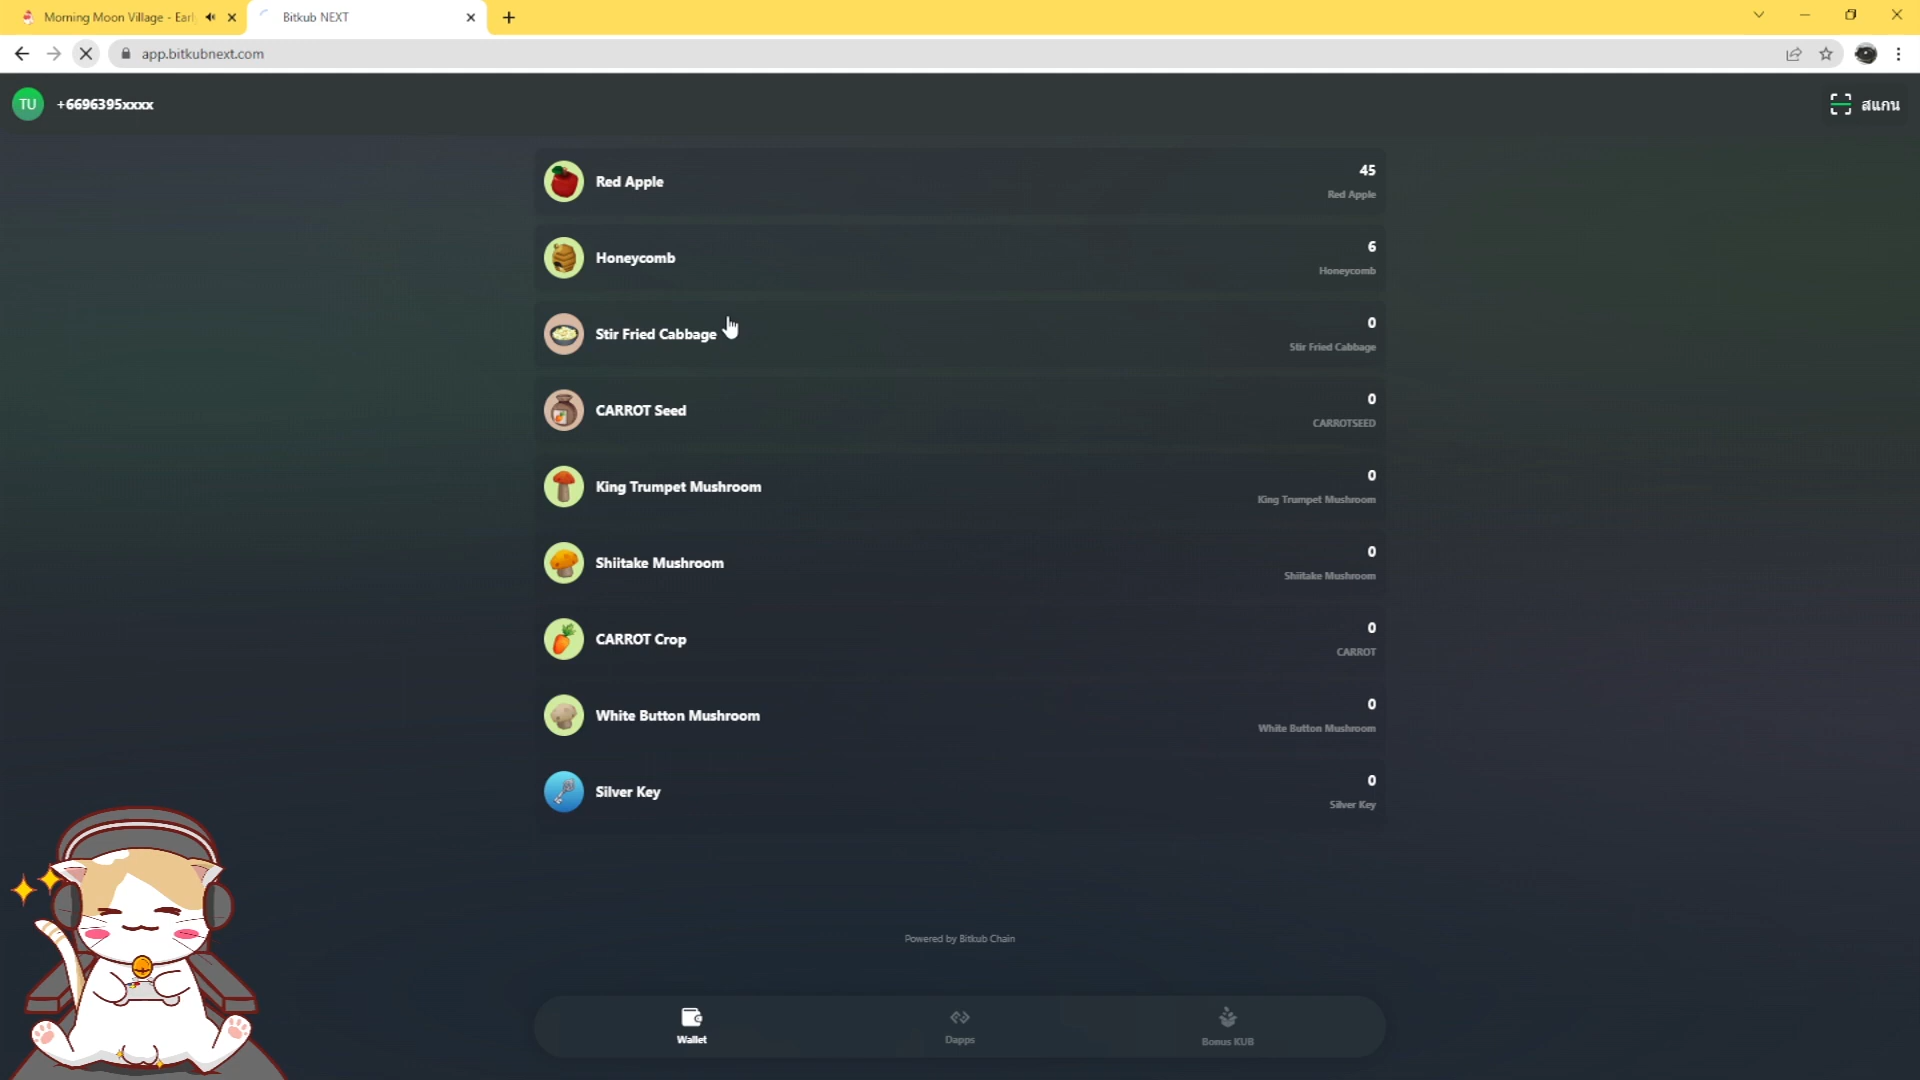 Morning Moon Village - Earl
Bitkub NEXT
app.bitkubnext.com
TU
+6696395xxxx
สแกน
Red Apple
45
Red Apple
Honeycomb
6
Honeycomb
Stir Fried Cabbage
0
Stir Fried Cabbage
CARROT Seed
0
CARROTSEED
King Trumpet Mushroom
0
King Trumpet Mushroom
Shiitake Mushroom
0
Shiitake Mushroom
CARROT Crop
0
CARROT
White Button Mushroom
0
White Button Mushroom
Silver Key
0
Silver Key
Powered by Bitkub Chain
Wallet
Dapps
Bonus KUB